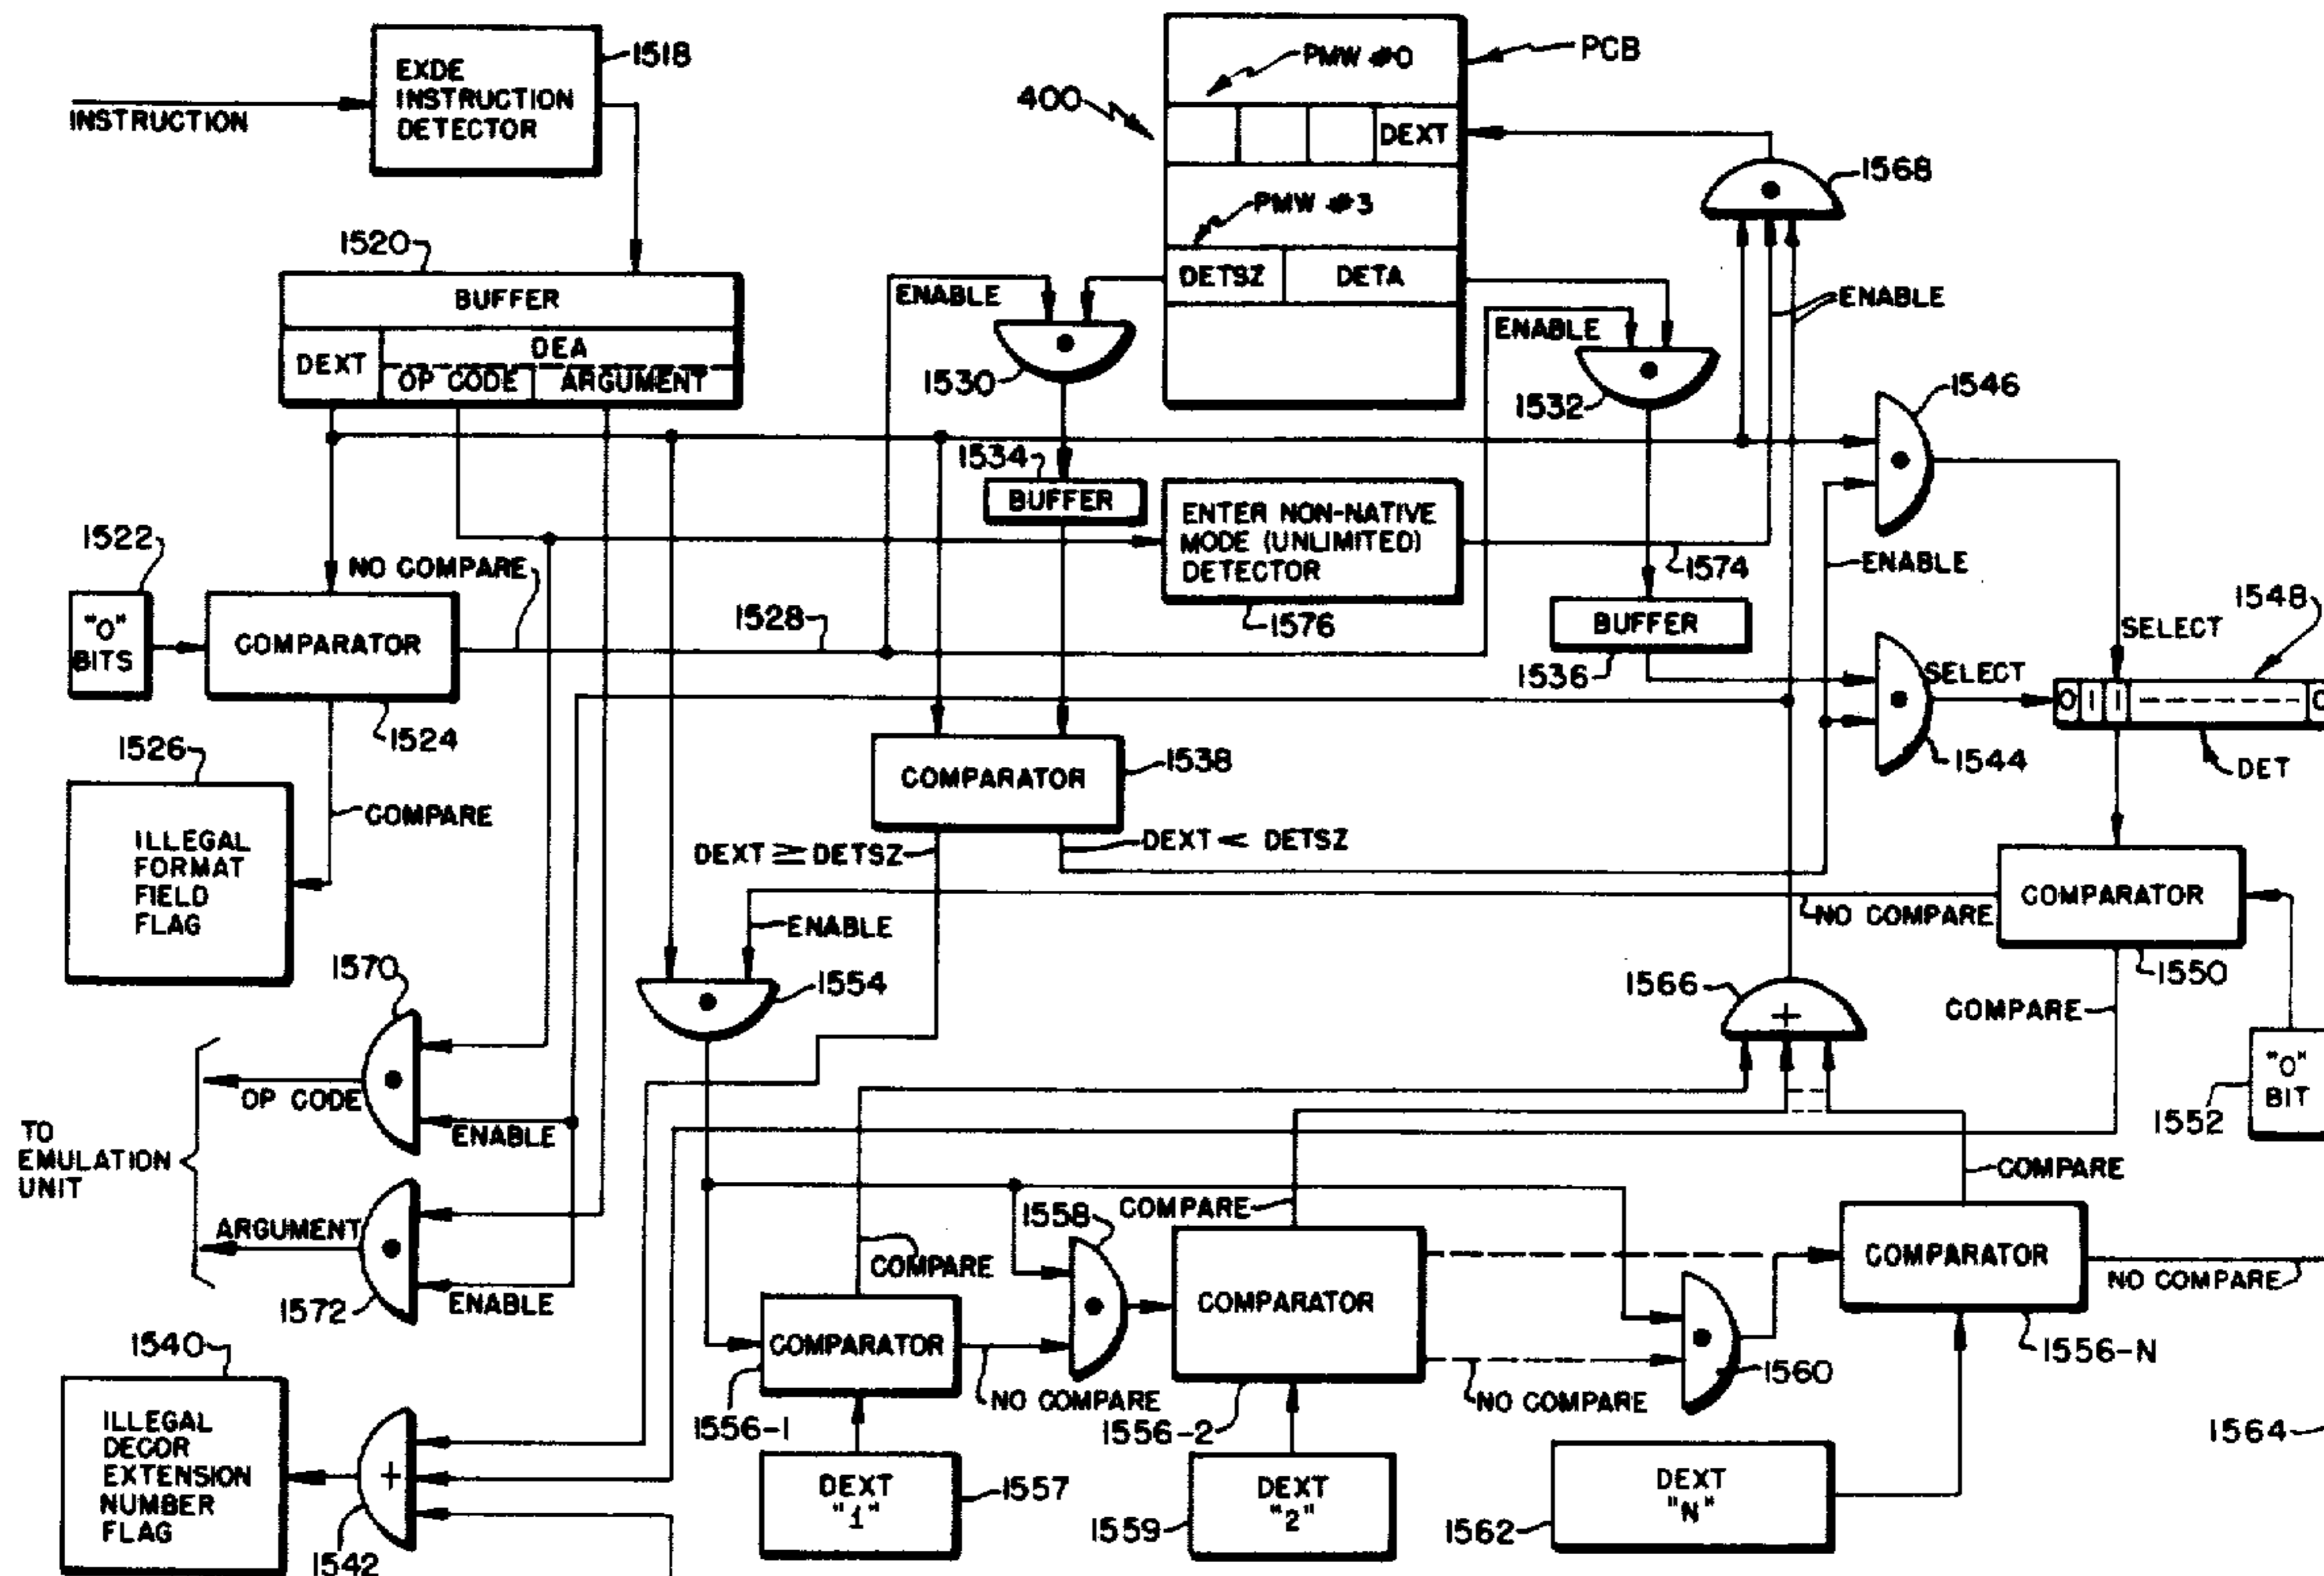 INSTRUCTION
EXDE
INSTRUCTION
DETECTOR
1518
400
PMW #0
PCB
DEXT
PMW #3
DETSZ
DETA
1568
ENABLE
1520
BUFFER
DEXT
DEA
OP CODE
ARGUMENT
ENABLE
1530
ENABLE
1532
1546
1534
BUFFER
ENTER NON-NATIVE
MODE (UNLIMITED)
DETECTOR
1576
1574
ENABLE
1522
"0"
BITS
NO COMPARE
COMPARATOR
1524
1528
BUFFER
1536
SELECT
SELECT
1548
0 1 1
0
DET
1544
1526
ILLEGAL
FORMAT
FIELD
FLAG
COMPARE
COMPARATOR
1538
DEXT ≥ DETSZ
DEXT < DETSZ
ENABLE
1554
NO COMPARE
COMPARATOR
1550
COMPARE
"0"
BIT
1552
1566
+
1570
OP CODE
ENABLE
TO
EMULATION
UNIT
ARGUMENT
ENABLE
1572
COMPARE
1558
COMPARE
COMPARE
COMPARATOR
1556-1
NO COMPARE
COMPARATOR
1556-2
NO COMPARE
1560
COMPARATOR
1556-N
NO COMPARE
1564
1540
ILLEGAL
DECOR
EXTENSION
NUMBER
FLAG
+
1542
DEXT
"1"
1557
DEXT
"2"
1559
DEXT
"N"
1562